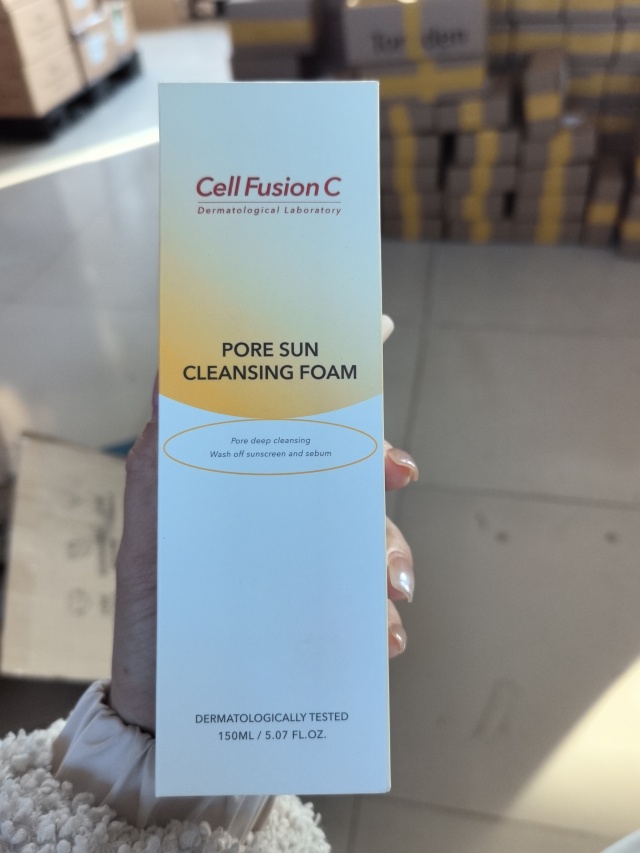 Cell Fusion C
Dermatological Laboratory
PORE SUN
CLEANSING FOAM
Pore deep cleansing
Wash off sunscreen and sebum
DERMATOLOGICALLY TESTED
150ML / 5.07 FL.OZ.